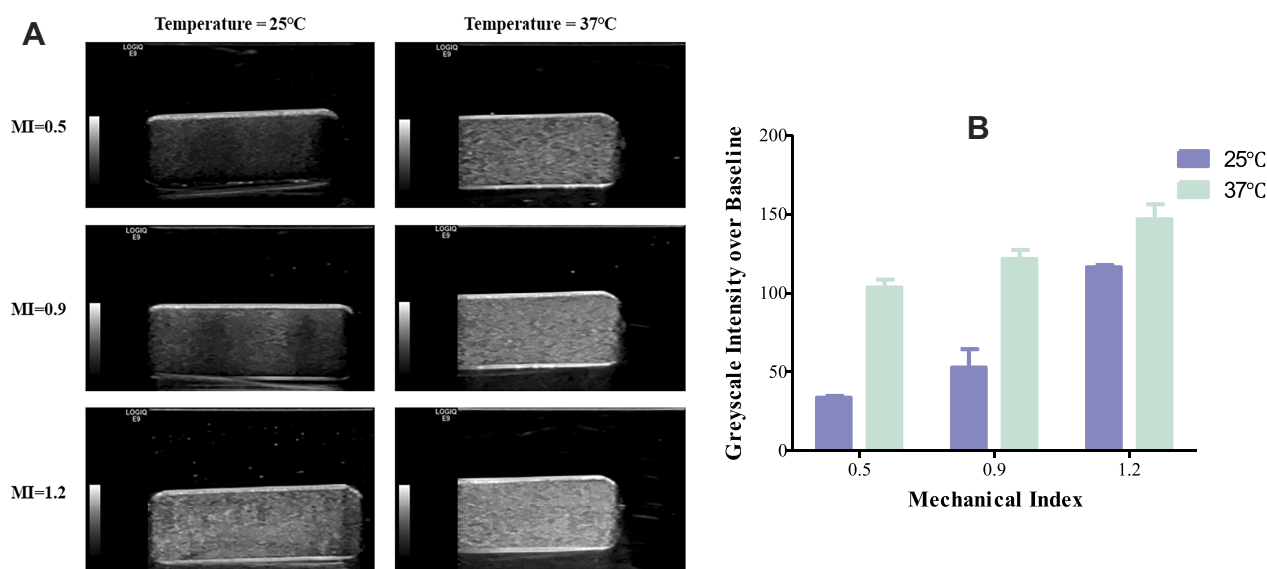 A
Temperature = 25°C
Temperature = 37°C
LOGIQ
E9
LOGIQ
E9
MI=0.5
LOGIQ
E9
LOGIQ
E9
MI=0.9
LOGIQ
E9
LOGIQ
E9
MI=1.2
B
Greyscale Intensity over Baseline
200
150
100
50
0
0.5
0.9
1.2
Mechanical Index
25°C
37°C